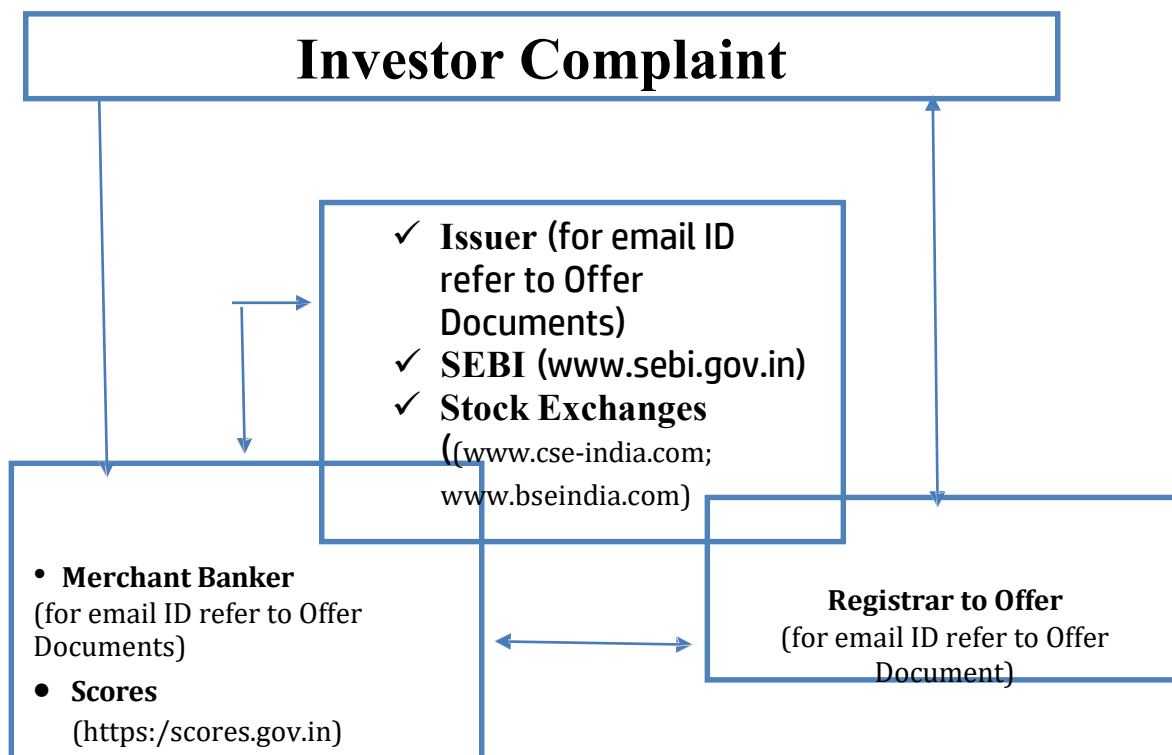 Investor Complaint
✓ Issuer (for email ID
refer to Offer
Documents)
✓ SEBI (www.sebi.gov.in)
✓ Stock Exchanges
((www.cse-india.com;
www.bseindia.com)
• Merchant Banker
(for email ID refer to Offer
Documents)
• Scores
(https:/scores.gov.in)
Registrar to Offer
(for email ID refer to Offer
Document)